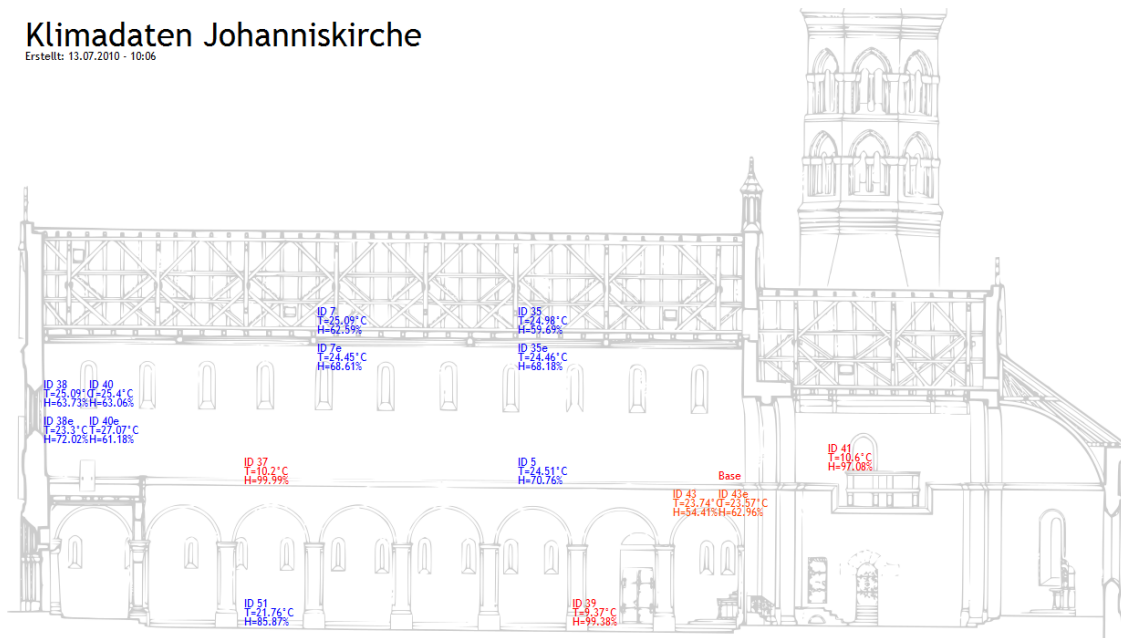 Klimadaten Johanniskirche
Erstellt: 13.07.2010 - 10:06
ID 7
T=25.09°C
H=62.59%
ID 35
T=24.98°C
H=59.69%
ID 7e
T=24.45°C
H=68.61%
ID 35e
T=24.46°C
H=68.18%
ID 38
T=25.09°C
H=63.73%
ID 40
T=25.4°C
H=63.06%
ID 38e
T=23.3°C
H=72.02%
ID 40e
T=27.07°C
H=61.18%
ID 37
T=10.2°C
H=99.99%
ID 5
T=24.51°C
H=70.76%
ID 41
T=10.6°C
H=97.08%
Base
ID 43
T=23.74°C
H=54.41%
ID 43e
T=23.57°C
H=62.96%
ID 51
T=21.76°C
H=85.87%
ID 39
T=9.37°C
H=99.38%